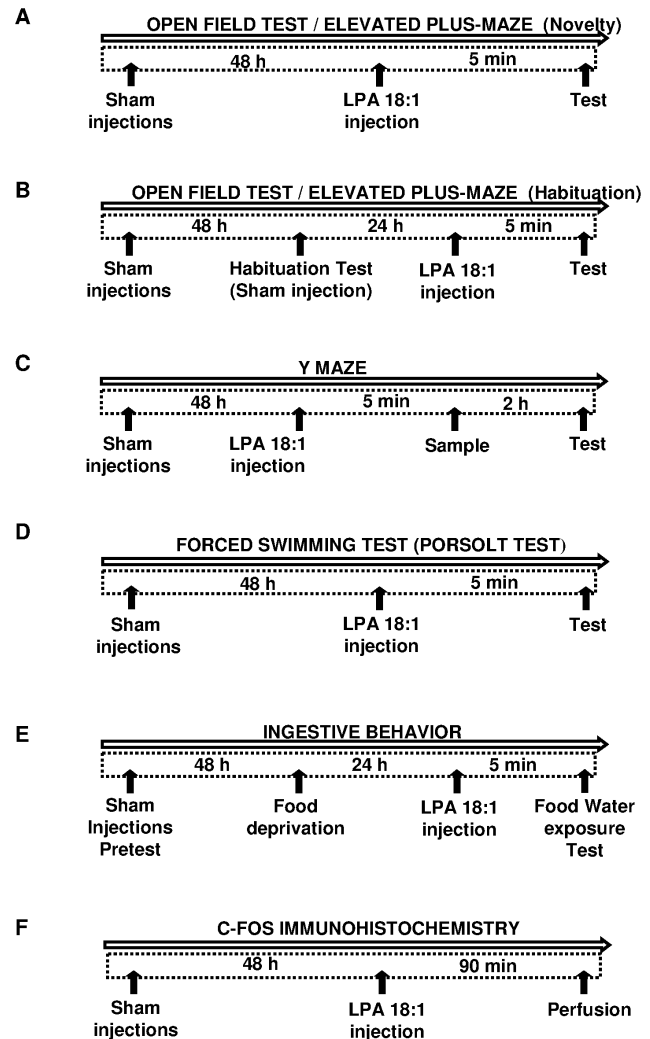 A
OPEN FIELD TEST / ELEVATED PLUS-MAZE (Novelty)
48 h 5 min
Sham LPA 18:1 Test
injections injection
B
OPEN FIELD TEST / ELEVATED PLUS-MAZE (Habituation)
48 h 24 h 5 min
Sham Habituation Test LPA 18:1 Test
injections (Sham injection) injection
C
Y MAZE
48 h 5 min 2 h
Sham LPA 18:1 Sample Test
injections injection
D
FORCED SWIMMING TEST (PORSOLT TEST)
48 h 5 min
Sham LPA 18:1 Test
injections injection
E
INGESTIVE BEHAVIOR
48 h 24 h 5 min
Sham Food LPA 18:1 Food Water
Injections deprivation injection exposure
Pretest Test
F
C-FOS IMMUNOHISTOCHEMISTRY
48 h 90 min
Sham LPA 18:1 Perfusion
injections injection